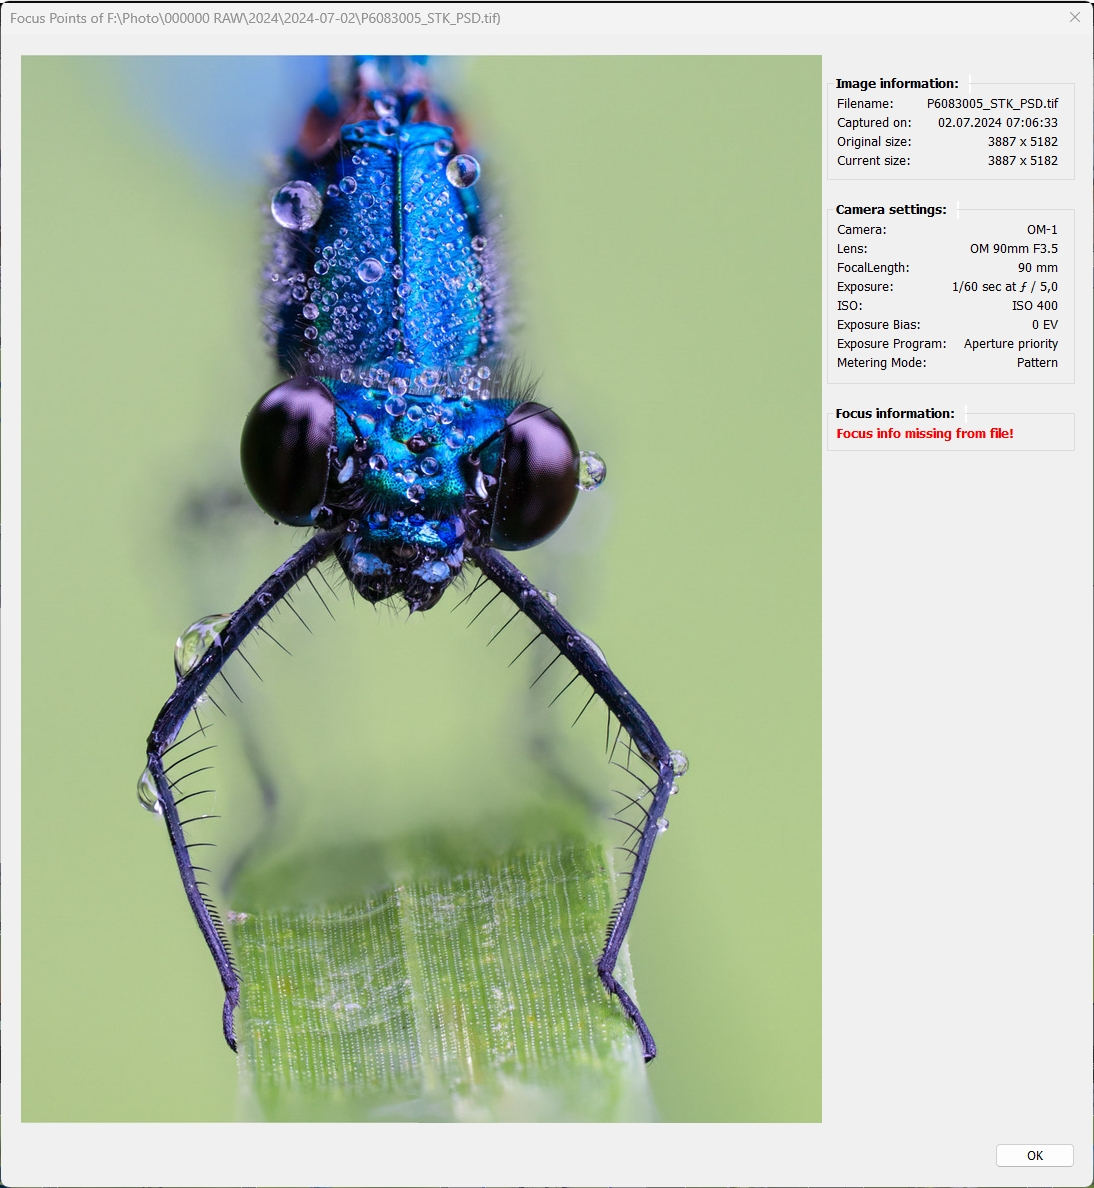 Focus Points of F:\Photo\000000 RAW\2024\2024-07-02\P6083005_STK_PSD.tif)
Image information:
Filename: P6083005_STK_PSD.tif
Captured on: 02.07.2024 07:06:33
Original size: 3887 x 5182
Current size: 3887 x 5182
Camera settings:
Camera: OM-1
Lens: OM 90mm F3.5
FocalLength: 90 mm
Exposure: 1/60 sec at ƒ / 5,0
ISO: ISO 400
Exposure Bias: 0 EV
Exposure Program: Aperture priority
Metering Mode: Pattern
Focus information:
Focus info missing from file!
OK